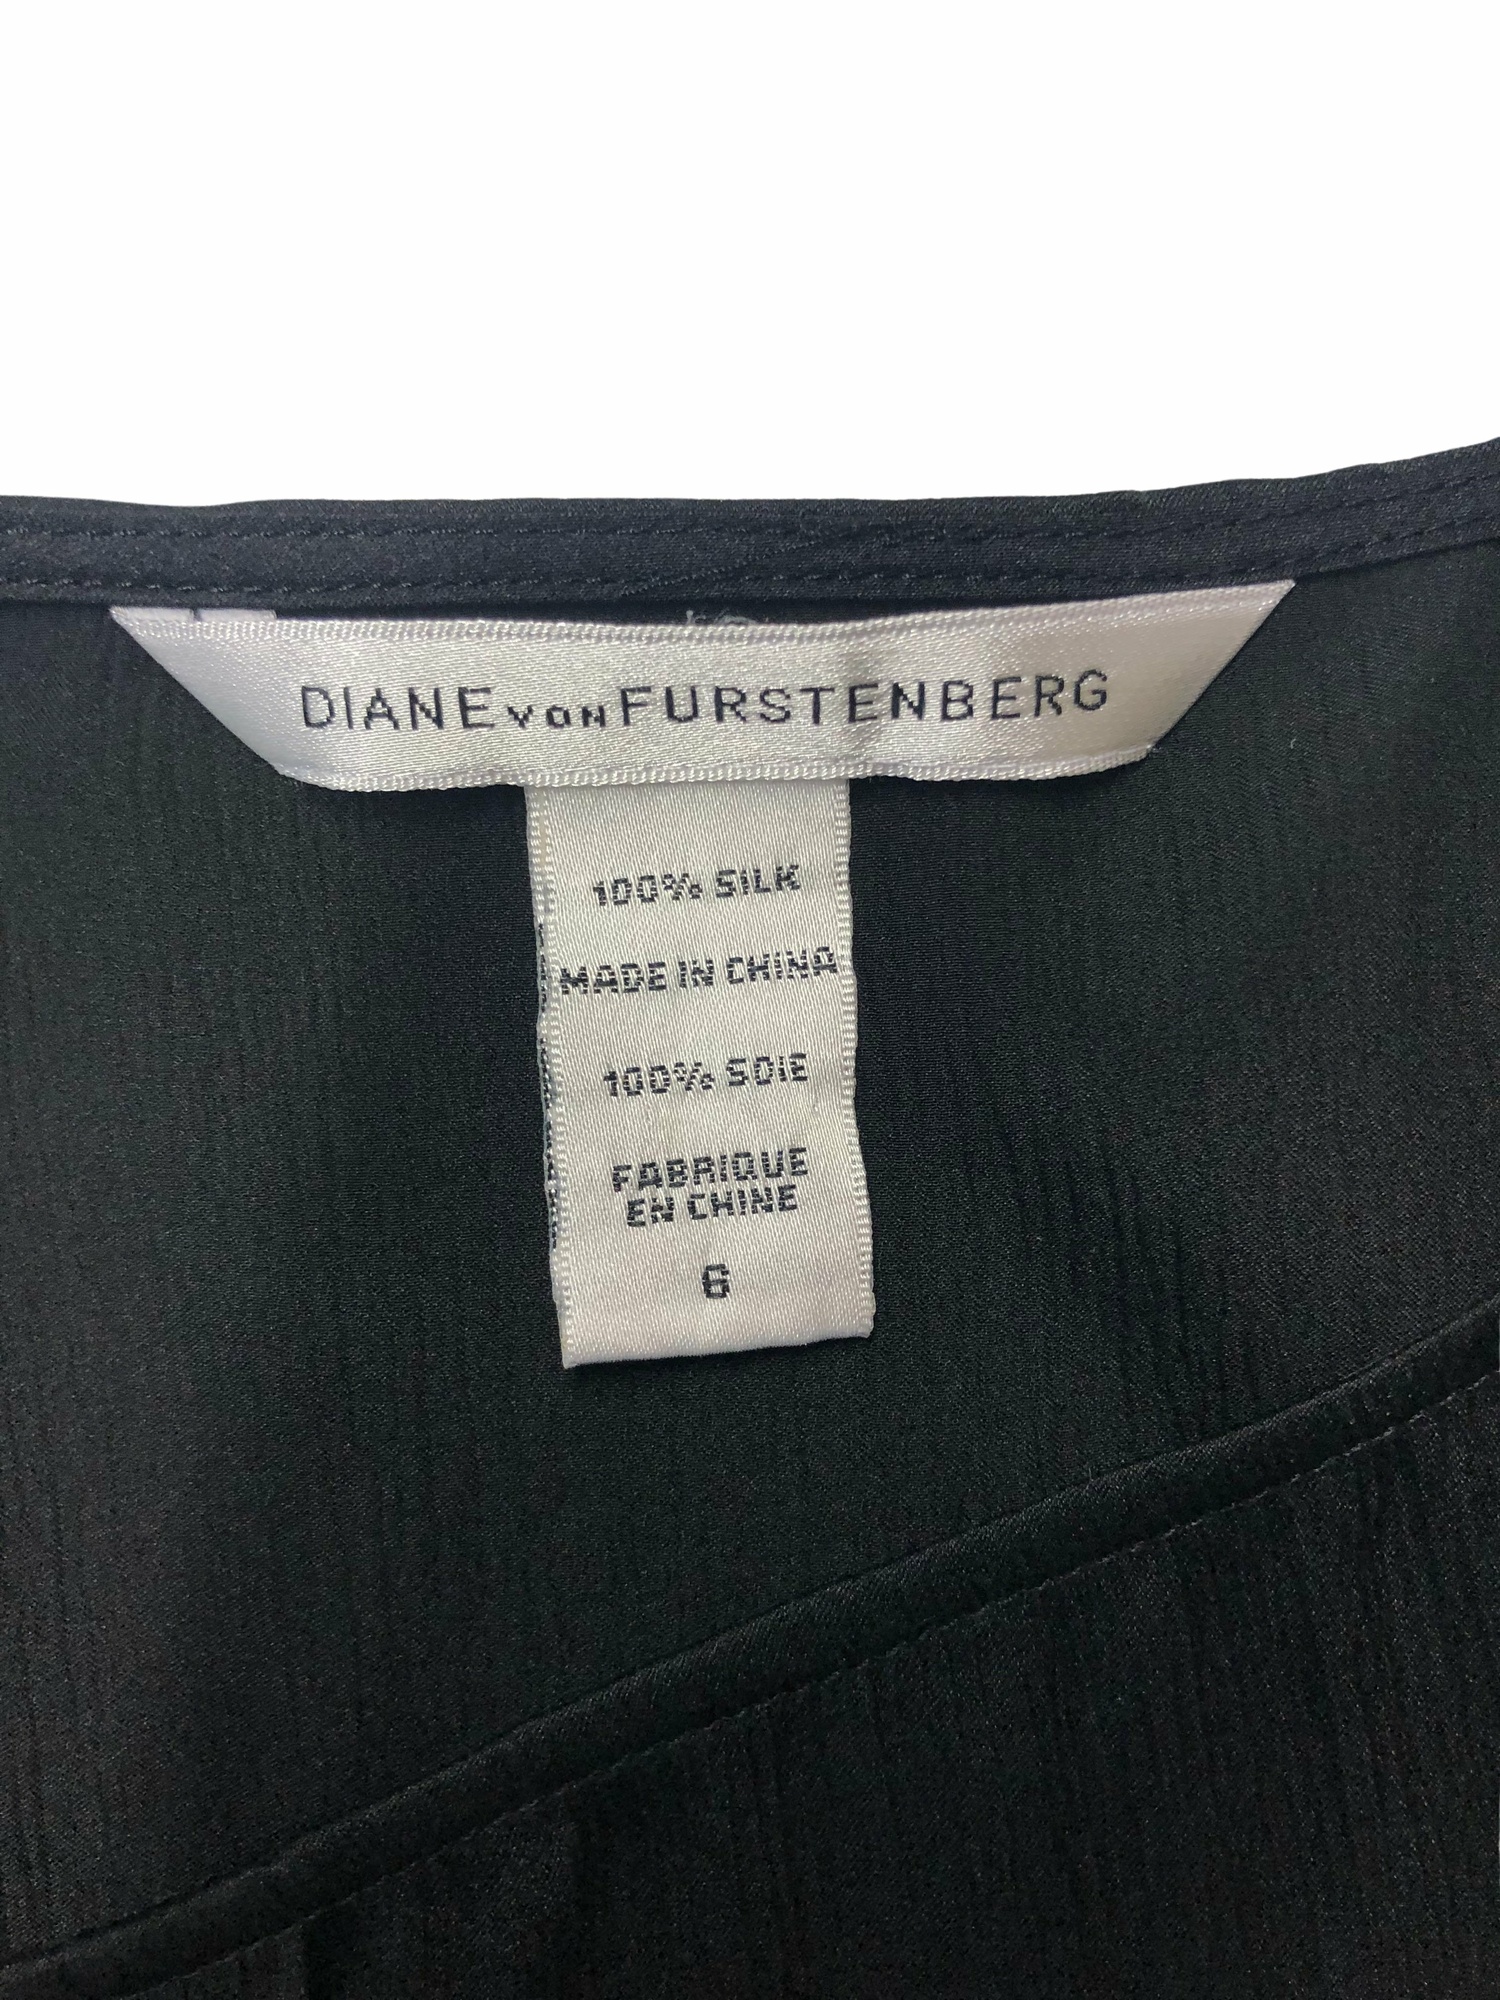 DIANE VON FURSTENBERG
100% SILK
MADE IN CHINA
100% SOIE
FABRIQUE
EN CHINE
6